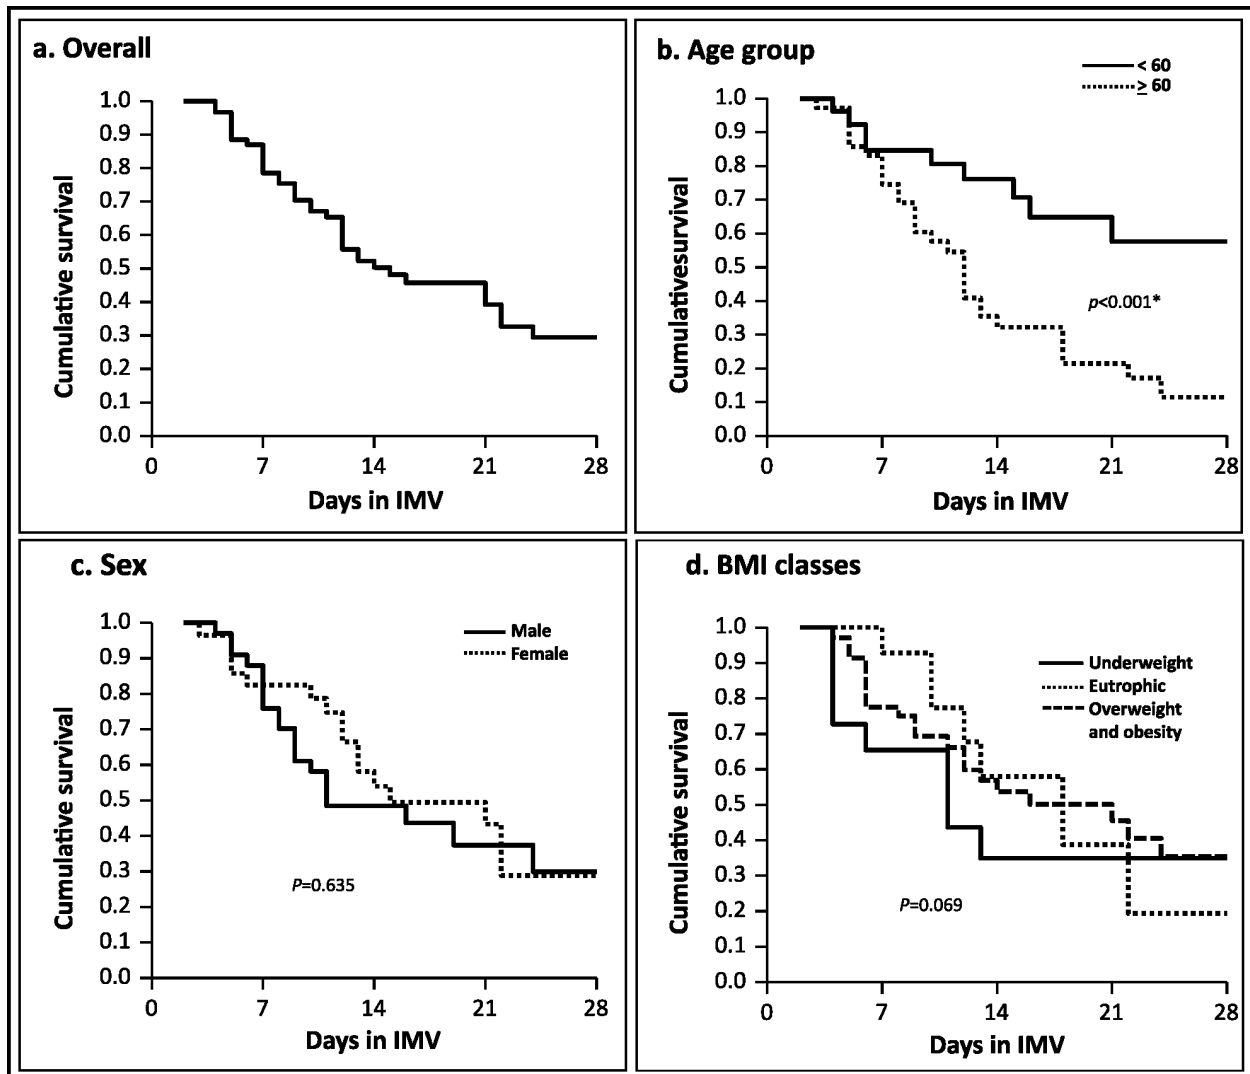 a. Overall
1.0
0.9
0.8
0.7
0.6
0.5
0.4
0.3
0.2
0.1
0.0
Cumulative survival
0 7 14 21 28
Days in IMV
b. Age group
< 60
≥ 60
1.0
0.9
0.8
0.7
0.6
0.5
0.4
0.3
0.2
0.1
0.0
Cumulativesurvival
p<0.001*
0 7 14 21 28
Days in IMV
c. Sex
Male
Female
1.0
0.9
0.8
0.7
0.6
0.5
0.4
0.3
0.2
0.1
0.0
Cumulative survival
P=0.635
0 7 14 21 28
Days in IMV
d. BMI classes
Underweight
Eutrophic
Overweight
and obesity
1.0
0.9
0.8
0.7
0.6
0.5
0.4
0.3
0.2
0.1
0.0
Cumulative survival
P=0.069
0 7 14 21 28
Days in IMV